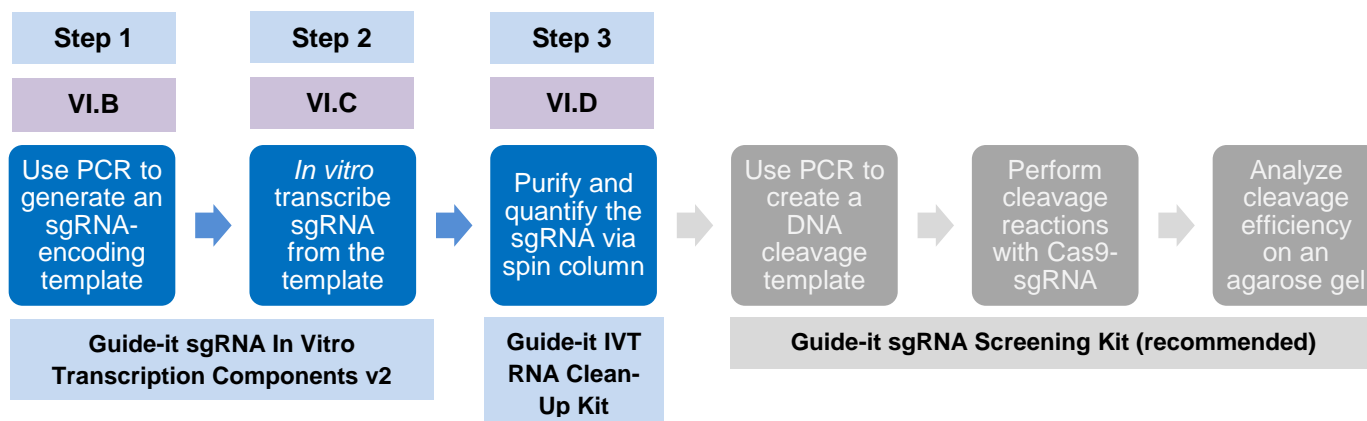 Step 1
Step 2
Step 3
VI.B
VI.C
VI.D
Use PCR to
generate an
sgRNA-
encoding
template
In vitro
transcribe
sgRNA
from the
template
Purify and
quantify the
sgRNA via
spin column
Use PCR to
create a
DNA
cleavage
template
Perform
cleavage
reactions
with Cas9-
sgRNA
Analyze
cleavage
efficiency
on an
agarose gel
Guide-it sgRNA In Vitro
Transcription Components v2
Guide-it IVT
RNA Clean-
Up Kit
Guide-it sgRNA Screening Kit (recommended)